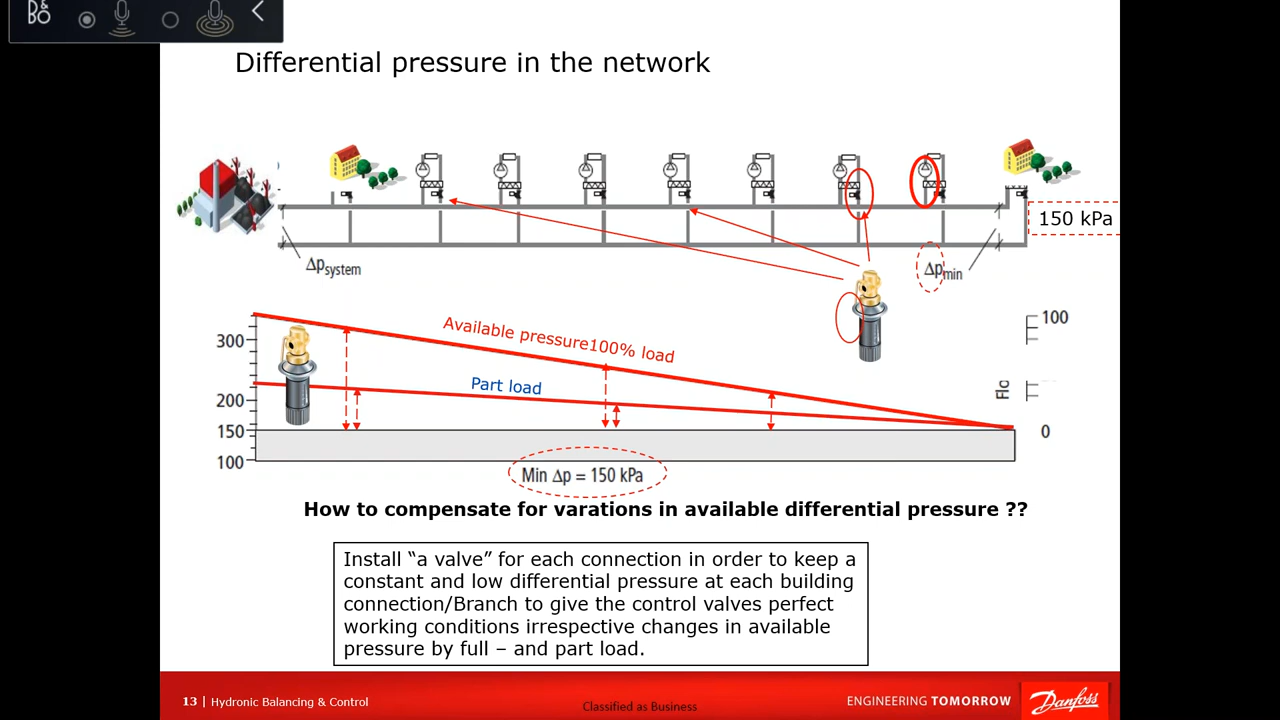 Differential pressure in the network
150 kPa
Δpsystem
Δpmin
Available pressure100% load
Part load
300
200
150
100
100
0
Flc
Min Δp = 150 kPa
How to compensate for varations in available differential pressure ??
Install “a valve” for each connection in order to keep a
constant and low differential pressure at each building
connection/Branch to give the control valves perfect
working conditions irrespective changes in available
pressure by full – and part load.
13 | Hydronic Balancing & Control
Classified as Business
ENGINEERING TOMORROW
Danfoss